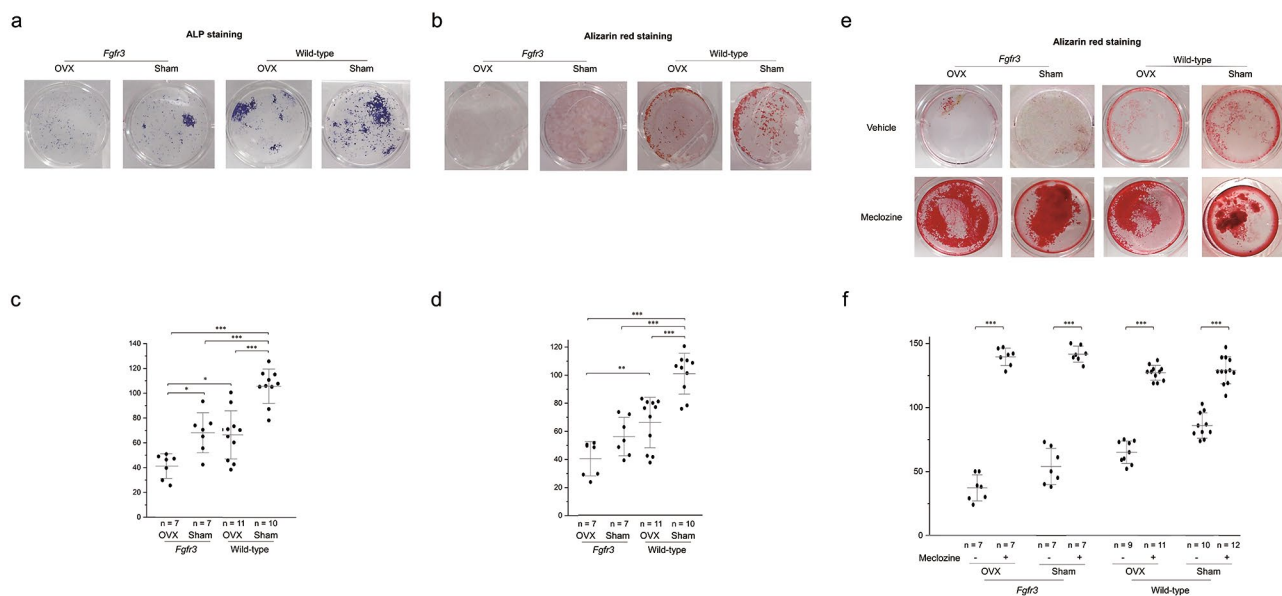 a
ALP staining
Fgfr3 Wild-type
OVX Sham OVX Sham
b
Alizarin red staining
Fgfr3 Wild-type
OVX Sham OVX Sham
e
Alizarin red staining
Fgfr3 Wild-type
OVX Sham OVX Sham
Vehicle
Meclozine
c
***
***
***
*
*
140
120
100
80
60
40
20
0
n = 7 n = 7 n = 11 n = 10
OVX Sham OVX Sham
Fgfr3 Wild-type
d
***
***
***
**
120
100
80
60
40
20
0
n = 7 n = 7 n = 11 n = 10
OVX Sham OVX Sham
Fgfr3 Wild-type
f
*** *** *** ***
150
100
50
0
n = 7 n = 7 n = 7 n = 7 n = 9 n = 11 n = 10 n = 12
Meclozine - + - + - + - +
OVX Sham OVX Sham
Fgfr3 Wild-type